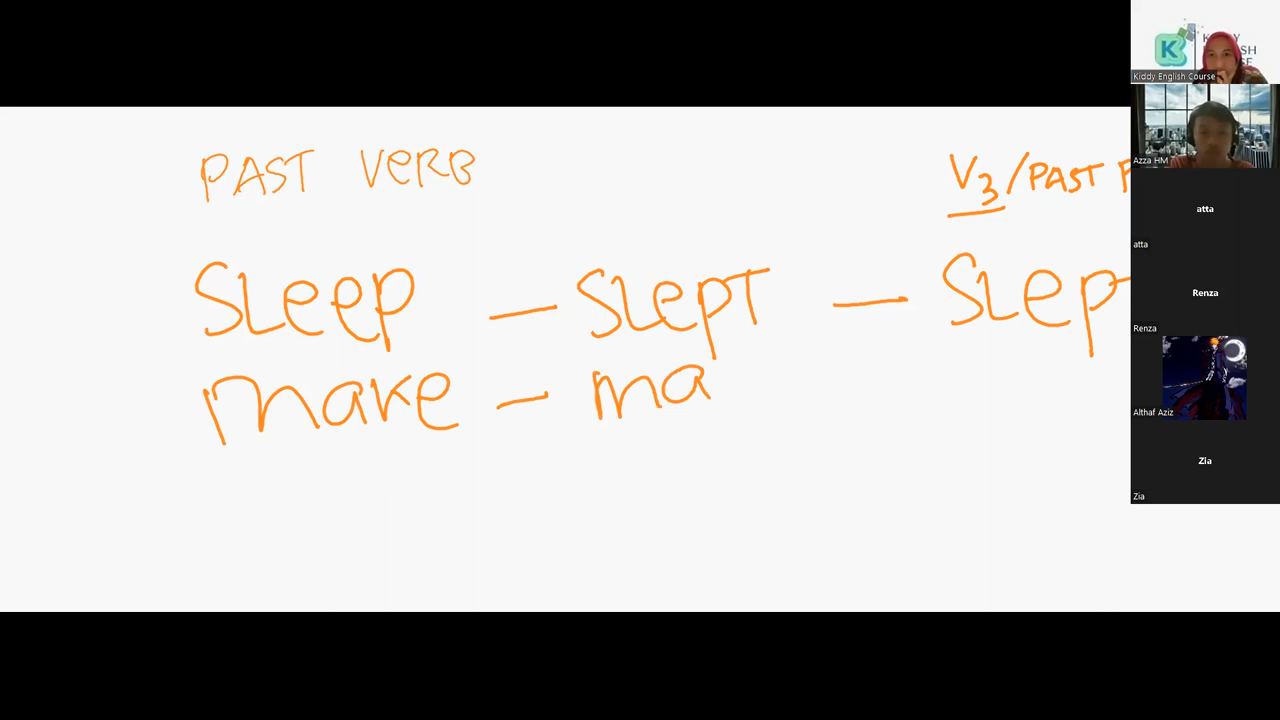 PAST VERB
V3/PAST P
SLeeP – SLepT – SLep
make – ma
K
Kiddy English Course
Azza HM
atta
atta
Renza
Renza
Althaf Aziz
Zia
Zia